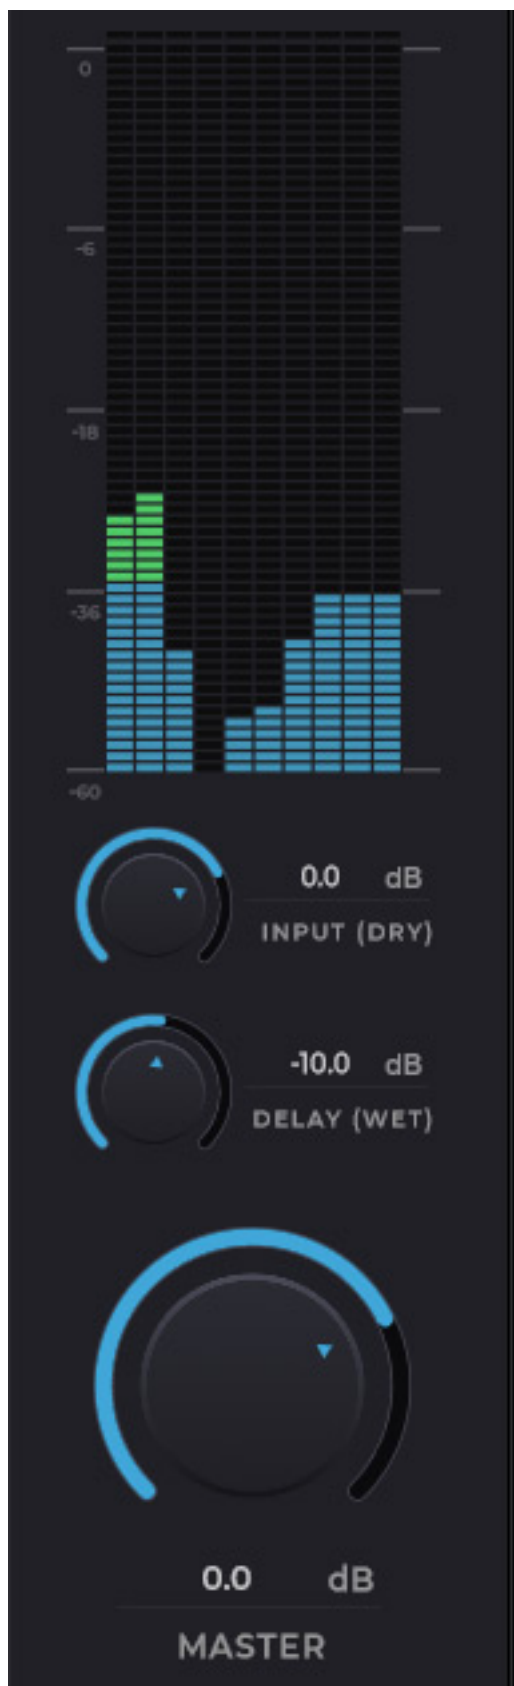 0
-6
-18
-36
-60
0.0 dB
INPUT (DRY)
-10.0 dB
DELAY (WET)
0.0 dB
MASTER